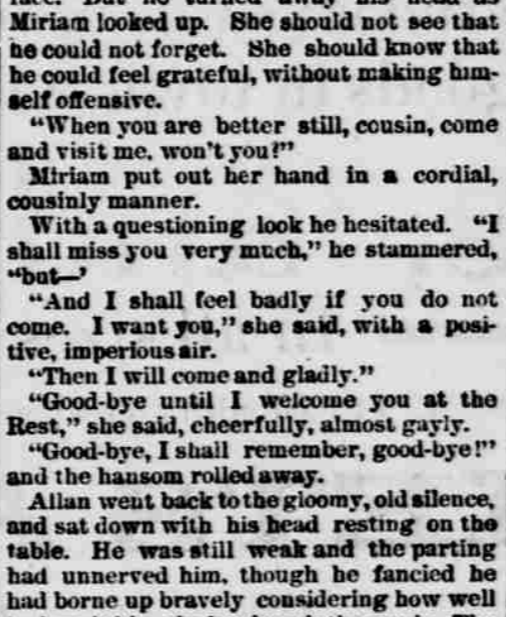 Miriam looked up. She should not see that
he could not forget. She should know that
he could feel grateful, without making him-
self offensive.
"When you are better still, cousin, come
and visit me, won't you?"
Miriam put out her hand in a cordial,
cousinly manner.
With a questioning look he hesitated. "I
shall miss you very much," he stammered,
"but—'
"And I shall feel badly if you do not
come. I want you," she said, with a posi-
tive, imperious air.
"Then I will come and gladly."
"Good-bye until I welcome you at the
Rest," she said, cheerfully, almost gayly.
"Good-bye, I shall remember, good-bye!"
and the hansom rolled away.
Allan went back to the gloomy, old silence,
and sat down with his head resting on the
table. He was still weak and the parting
had unnerved him, though he fancied he
had borne up bravely considering how well